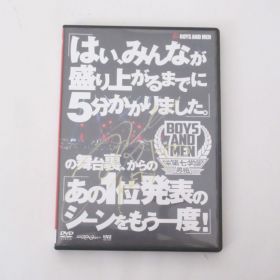 BOYS AND MEN
「はい、みんなが
盛り上がるまでに
5分かかりました。」
BOYS
AND
MEN
の舞台裏、からの
「あの1位発表の
シーンをもう一度!
DVD